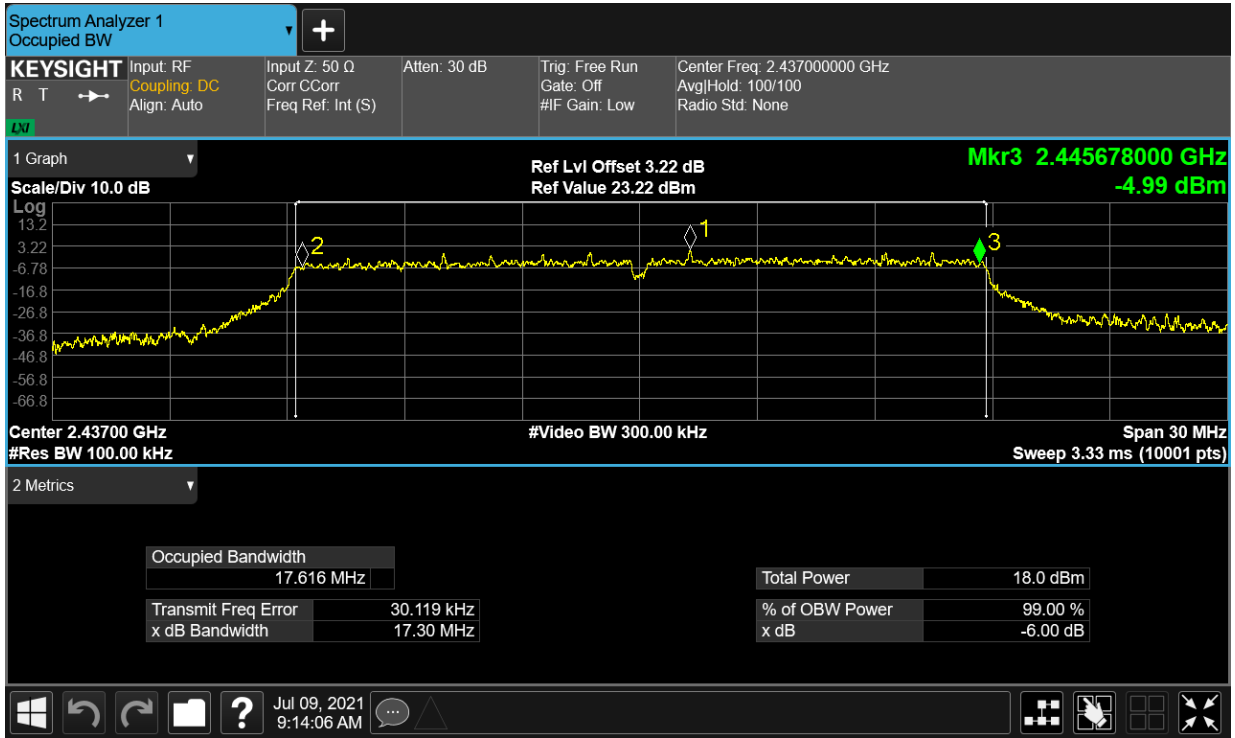 Spectrum Analyzer 1
Occupied BW
KEYSIGHT
R T
LXI
Input: RF
Coupling: DC
Align: Auto
Input Z: 50 Ω
Corr CCorr
Freq Ref: Int (S)
Atten: 30 dB
Trig: Free Run
Gate: Off
#IF Gain: Low
Center Freq: 2.437000000 GHz
Avg|Hold: 100/100
Radio Std: None
1 Graph
Scale/Div 10.0 dB
Ref Lvl Offset 3.22 dB
Ref Value 23.22 dBm
Mkr3 2.445678000 GHz
-4.99 dBm
Log
13.2
3.22
-6.78
-16.8
-26.8
-36.8
-46.8
-56.8
-66.8
2
1
3
Center 2.43700 GHz
#Video BW 300.00 kHz
Span 30 MHz
#Res BW 100.00 kHz
Sweep 3.33 ms (10001 pts)
2 Metrics
Occupied Bandwidth
17.616 MHz
Total Power 18.0 dBm
Transmit Freq Error 30.119 kHz
% of OBW Power 99.00 %
x dB Bandwidth 17.30 MHz
x dB -6.00 dB
?
Jul 09, 2021
9:14:06 AM